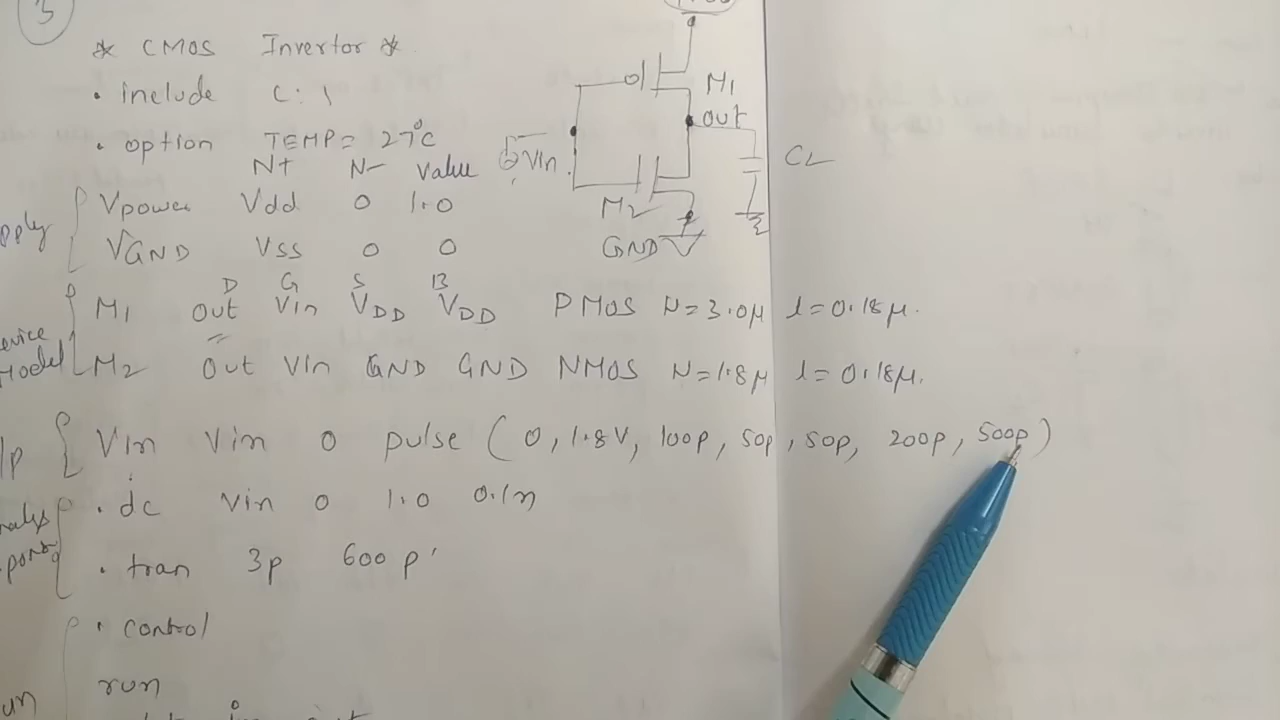 3
* CMOS Invertor *
. include C:\
. option TEMP= 27°C
N+ N- Value
Vpower Vdd 0 1.0
VGND VSS 0 0
D G S B
M1 out Vin VDD VDD PMOS W=3.0μ l=0.18μ.
M2 Out Vin GND GND NMOS W=1.8μ l=0.18μ.
Vin Vin 0 pulse (0, 1.8V, 100p, 50p, 50p, 200p, 500p)
. dc Vin 0 1.0 0.1n
. tran 3p 600p
. control
run
M1
out
Vin
CL
M2
GND